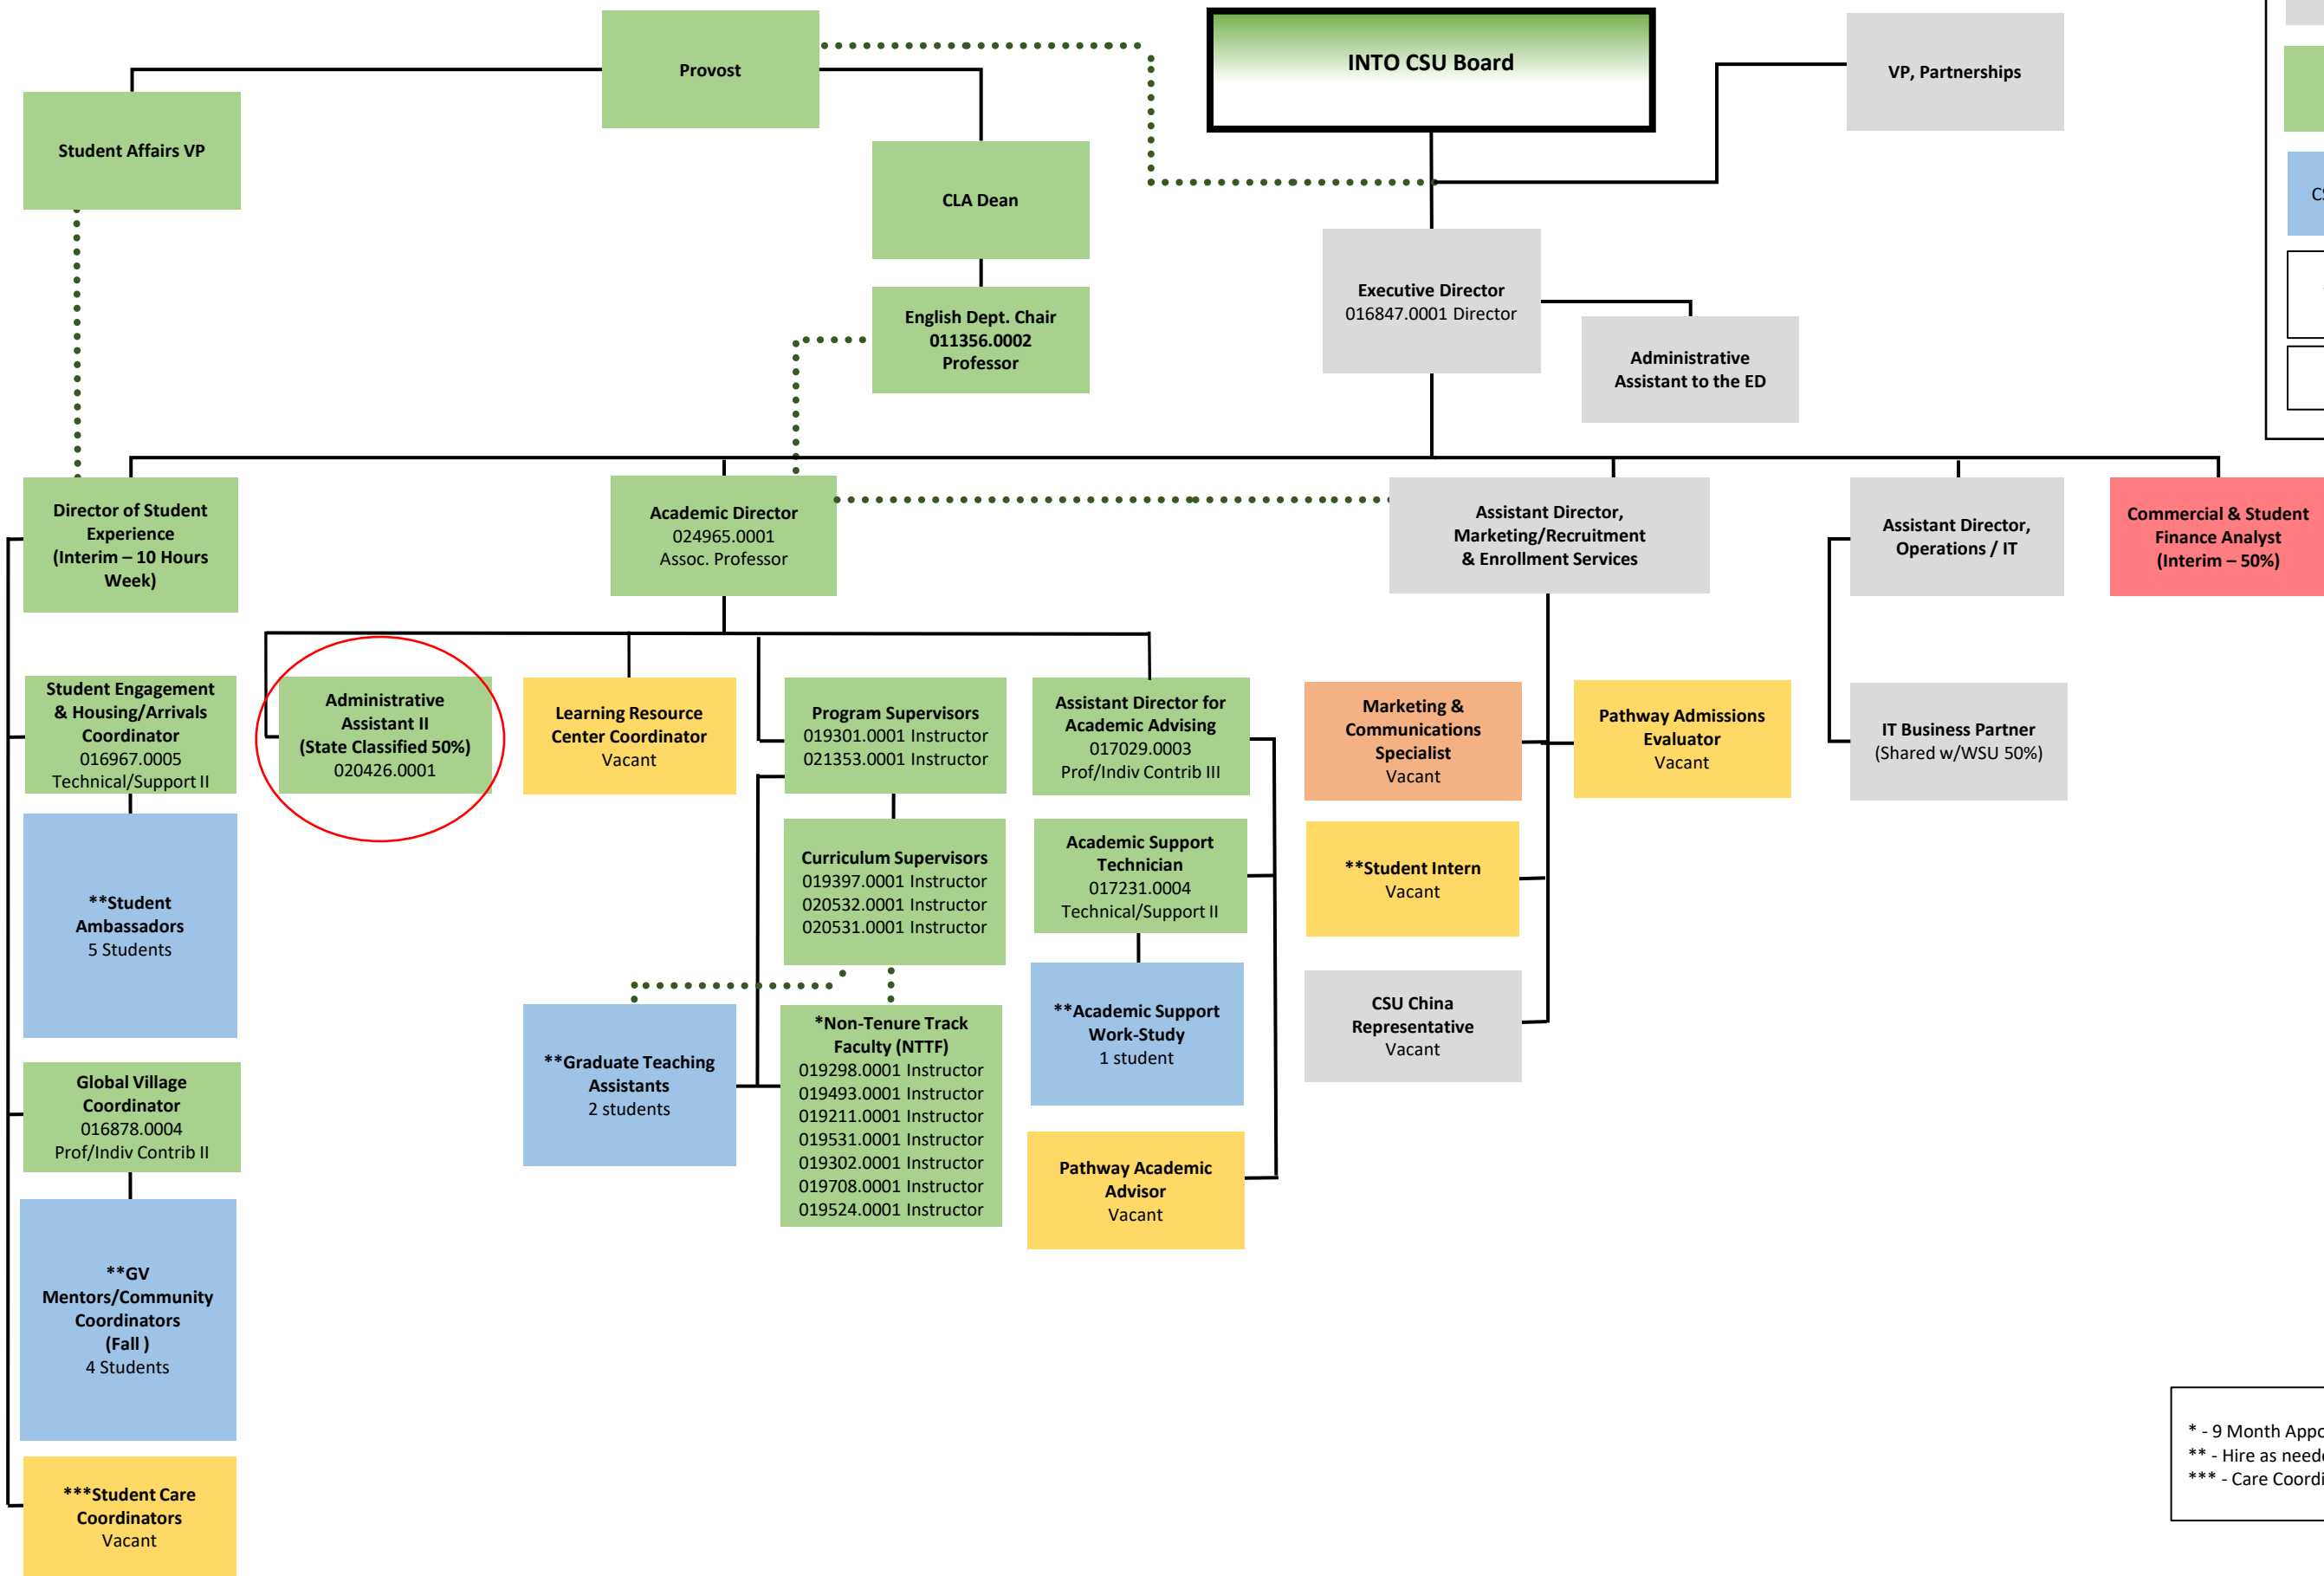 Provost
INTO CSU Board
VP, Partnerships
Student Affairs VP
CLA Dean
English Dept. Chair
011356.0002
Professor
Executive Director
016847.0001 Director
Administrative
Assistant to the ED
Director of Student
Experience
(Interim – 10 Hours
Week)
Academic Director
024965.0001
Assoc. Professor
Assistant Director,
Marketing/Recruitment
& Enrollment Services
Assistant Director,
Operations / IT
Commercial & Student
Finance Analyst
(Interim – 50%)
Student Engagement
& Housing/Arrivals
Coordinator
016967.0005
Technical/Support II
Administrative
Assistant II
(State Classified 50%)
020426.0001
Learning Resource
Center Coordinator
Vacant
Program Supervisors
019301.0001 Instructor
021353.0001 Instructor
Assistant Director for
Academic Advising
017029.0003
Prof/Indiv Contrib III
Marketing &
Communications
Specialist
Vacant
Pathway Admissions
Evaluator
Vacant
IT Business Partner
(Shared w/WSU 50%)
**Student
Ambassadors
5 Students
Curriculum Supervisors
019397.0001 Instructor
020532.0001 Instructor
020531.0001 Instructor
Academic Support
Technician
017231.0004
Technical/Support II
**Student Intern
Vacant
**Graduate Teaching
Assistants
2 students
*Non-Tenure Track
Faculty (NTTF)
019298.0001 Instructor
019493.0001 Instructor
019211.0001 Instructor
019531.0001 Instructor
019302.0001 Instructor
019708.0001 Instructor
019524.0001 Instructor
**Academic Support
Work-Study
1 student
CSU China
Representative
Vacant
Global Village
Coordinator
016878.0004
Prof/Indiv Contrib II
Pathway Academic
Advisor
Vacant
**GV
Mentors/Community
Coordinators
(Fall )
4 Students
***Student Care
Coordinators
Vacant
* - 9 Month
** - Hire as
*** - Care